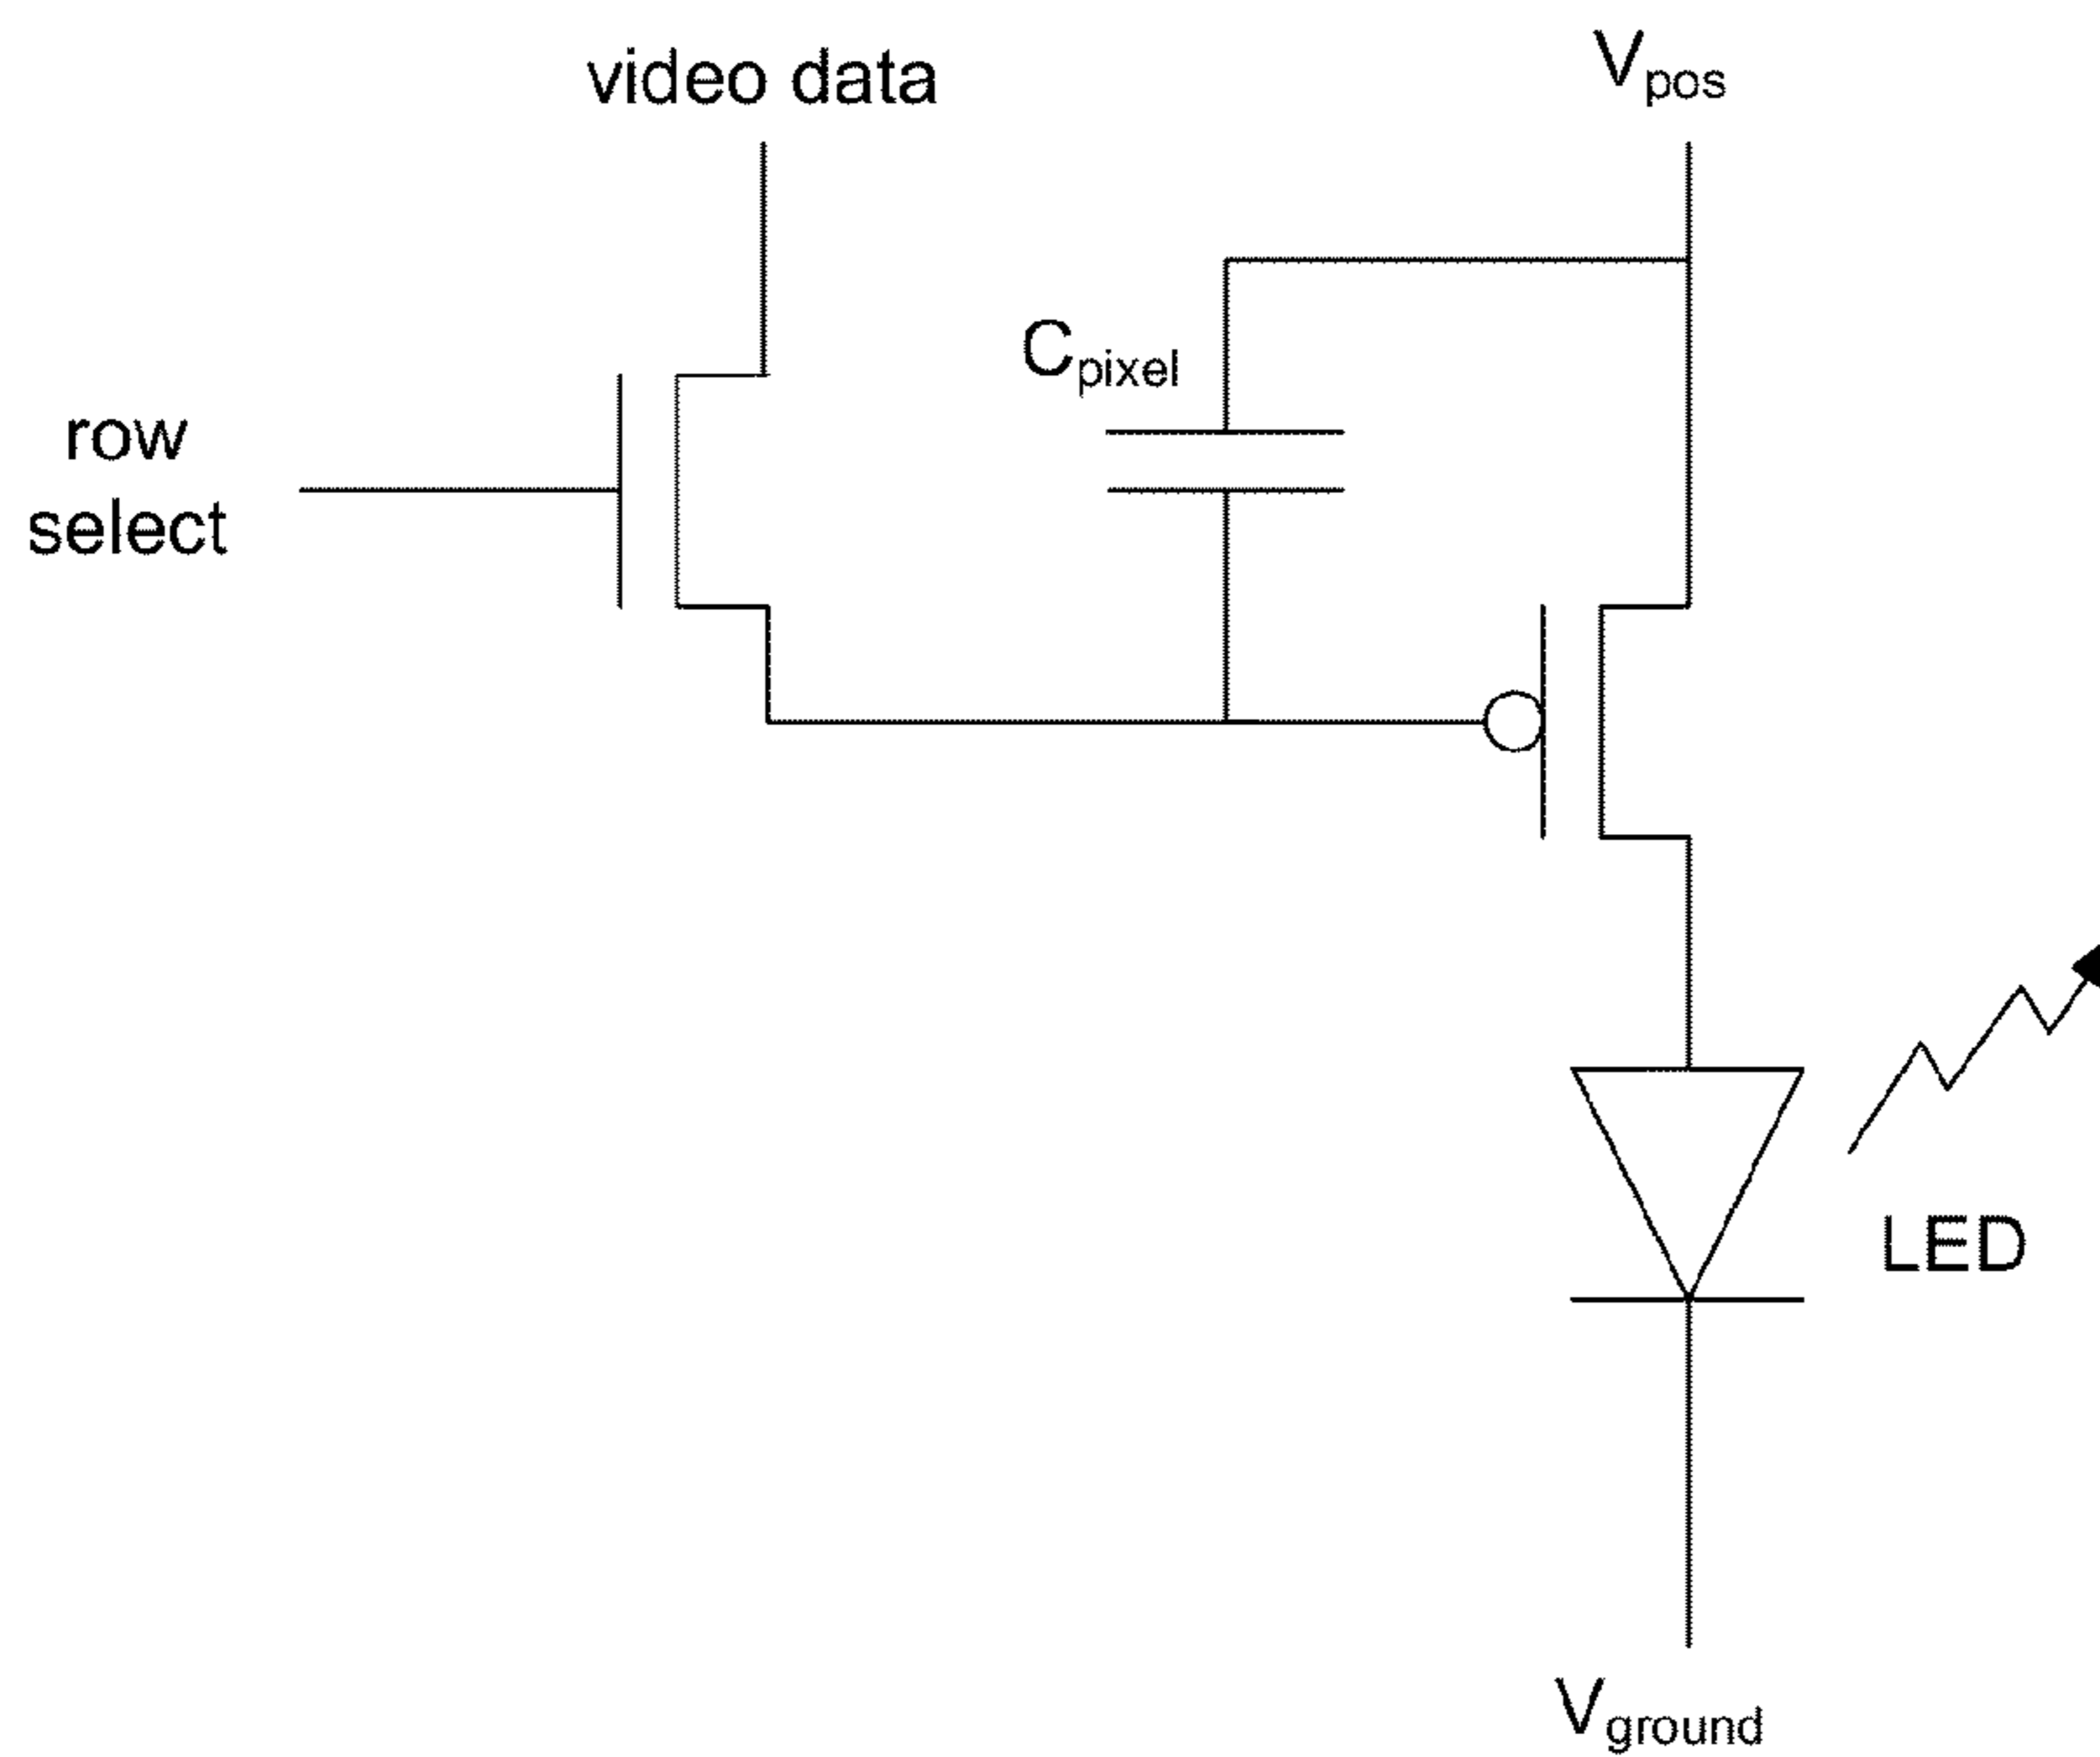 video data
Vpos
Cpixel
row
select
LED
Vground